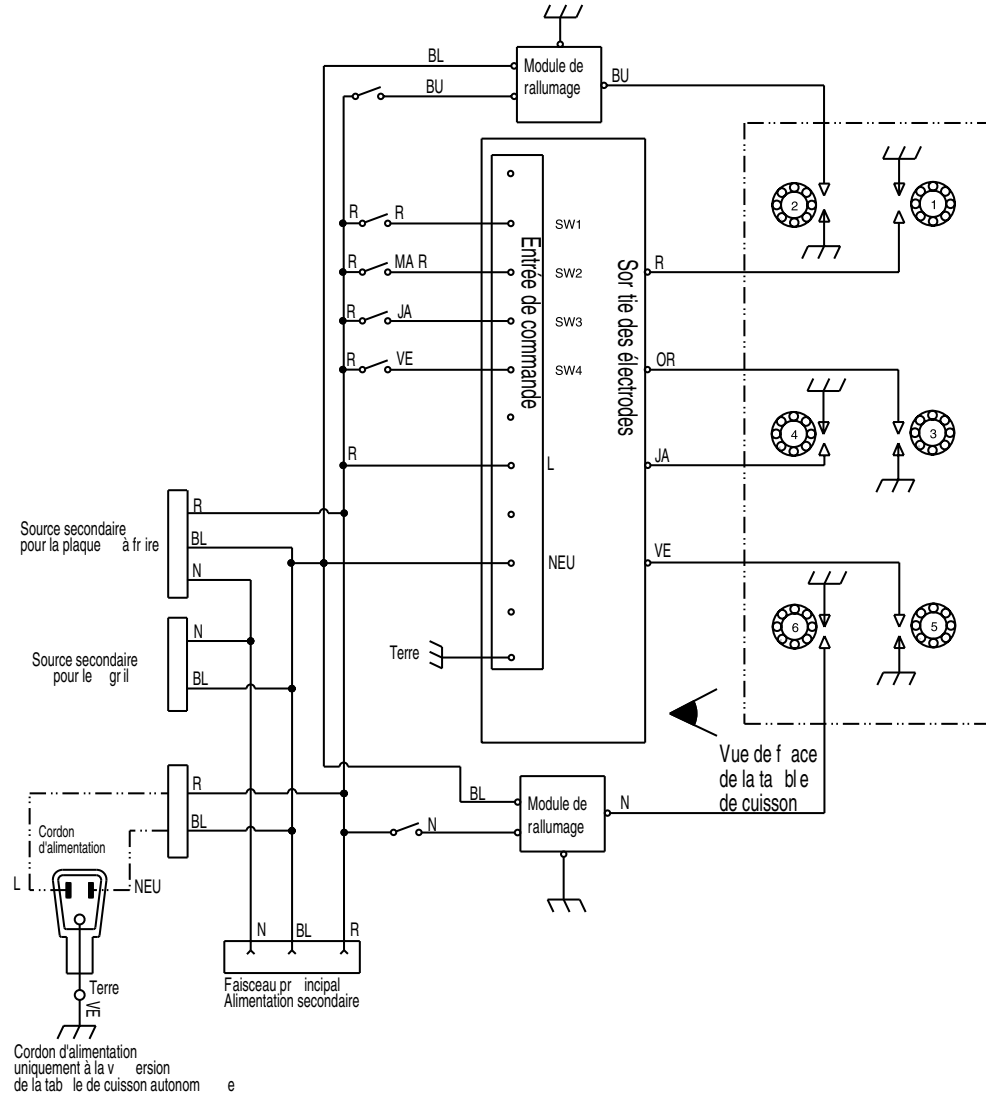 BL
Module de
rallumage
BU
BU
2
1
R
R
SW1
R
MA R
SW2
R
R
JA
SW3
R
VE
SW4
Entrée de commande
Sor tie des électrodes
OR
4
3
R
L
JA
Source secondaire
pour la plaque à fr ire
R
BL
N
NEU
VE
6
5
Source secondaire
pour le gr il
N
BL
Terre
Vue de f ace
de la ta bl e
de cuisson
R
BL
BL
Module de
rallumage
N
N
Cordon
d'alimentation
L
NEU
N
BL
R
Faisceau pr incipal
Alimentation secondaire
Terre
VE
Cordon d'alimentation
uniquement à la v ersion
de la tab le de cuisson autonom e